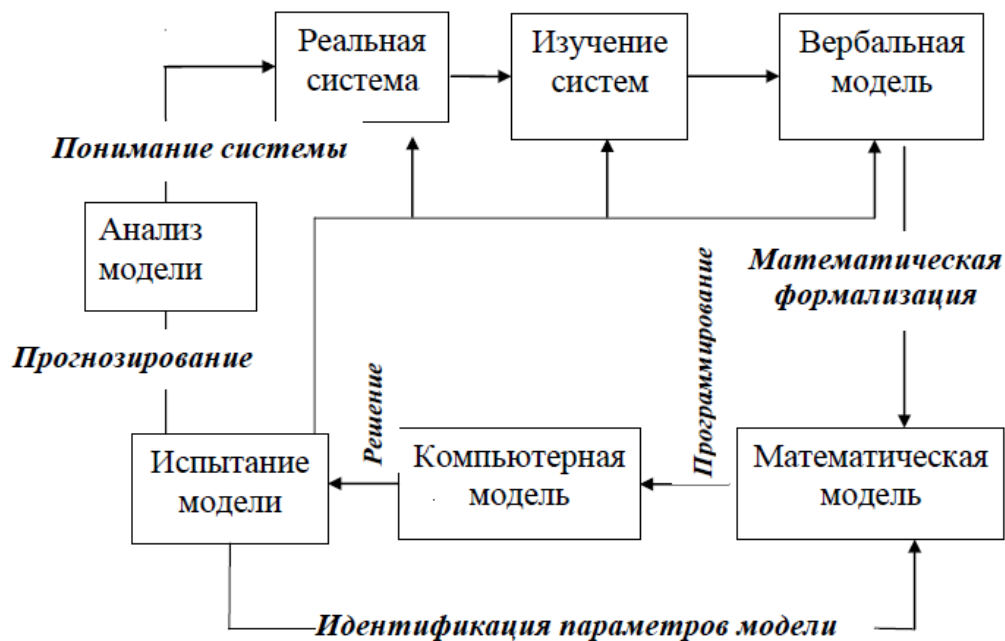 Реальная
система
Изучение
систем
Вербальная
модель
Понимание системы
Анализ
модели
Математическая
формализация
Прогнозирование
Программирование
Решение
Испытание
модели
Компьютерная
модель
Математическая
модель
Идентификация параметров модели